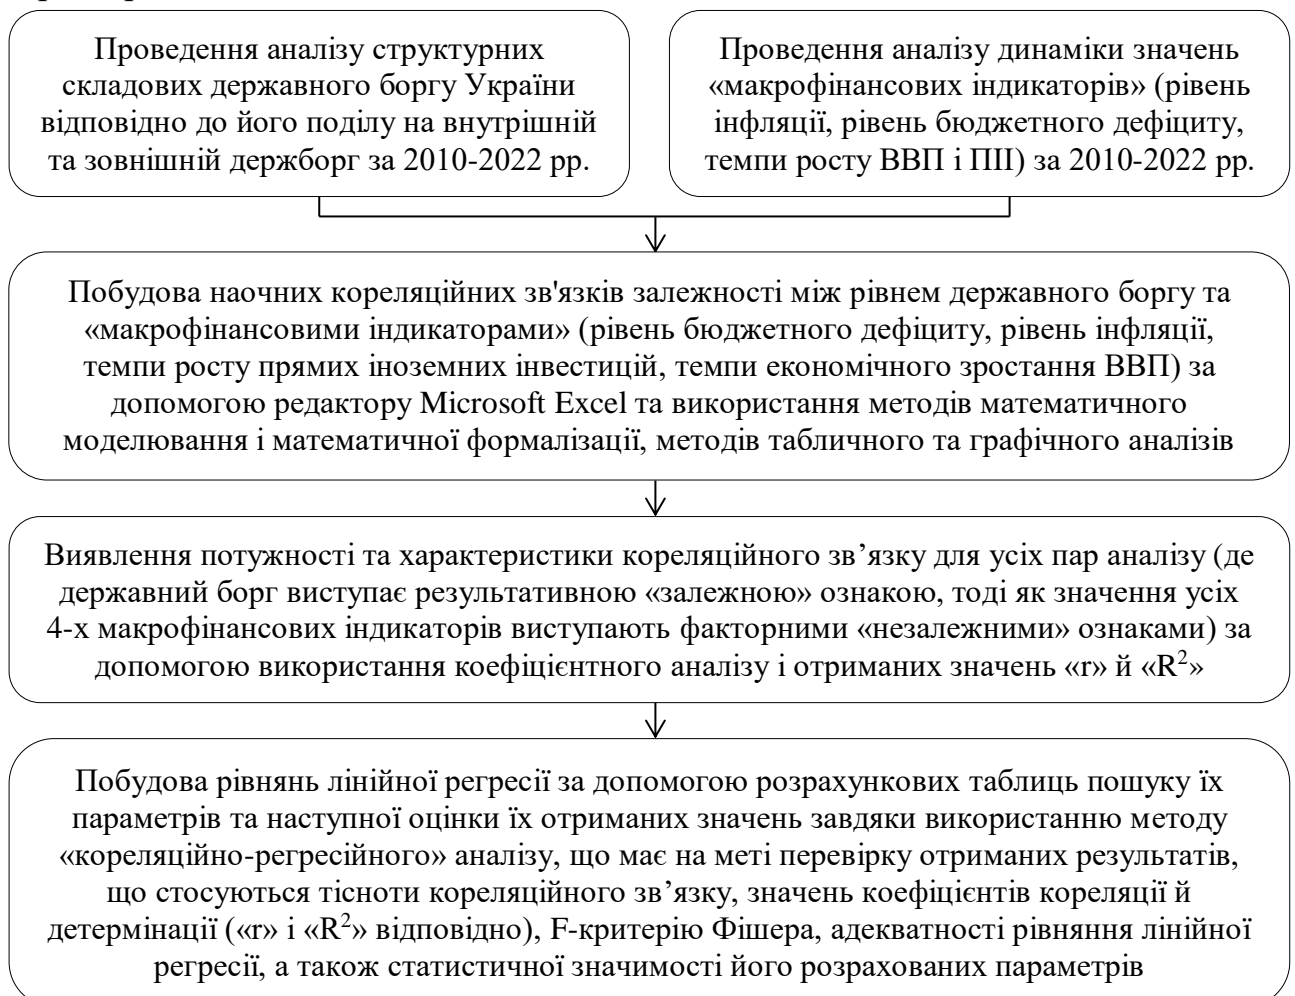 Проведення аналізу структурних
складових державного боргу України
відповідно до його поділу на внутрішній
та зовнішній держборг за 2010-2022 рр.
Проведення аналізу динаміки значень
«макрофінансових індикаторів» (рівень
інфляції, рівень бюджетного дефіциту,
темпи росту ВВП і ПІІ) за 2010-2022 рр.
Побудова наочних кореляційних зв'язків залежності між рівнем державного боргу та
«макрофінансовими індикаторами» (рівень бюджетного дефіциту, рівень інфляції,
темпи росту прямих іноземних інвестицій, темпи економічного зростання ВВП) за
допомогою редактору Microsoft Excel та використання методів математичного
моделювання і математичної формалізації, методів табличного та графічного аналізів
Виявлення потужності та характеристики кореляційного зв’язку для усіх пар аналізу (де
державний борг виступає результативною «залежною» ознакою, тоді як значення усіх
4-х макрофінансових індикаторів виступають факторними «незалежними» ознаками) за
допомогою використання коефіцієнтного аналізу і отриманих значень «r» й «R²»
Побудова рівнянь лінійної регресії за допомогою розрахункових таблиць пошуку їх
параметрів та наступної оцінки їх отриманих значень завдяки використанню методу
«кореляційно-регресійного» аналізу, що має на меті перевірку отриманих результатів,
що стосуються тісноти кореляційного зв’язку, значень коефіцієнтів кореляції й
детермінації («r» і «R²» відповідно), F-критерію Фішера, адекватності рівняння лінійної
регресії, а також статистичної значимості його розрахованих параметрів